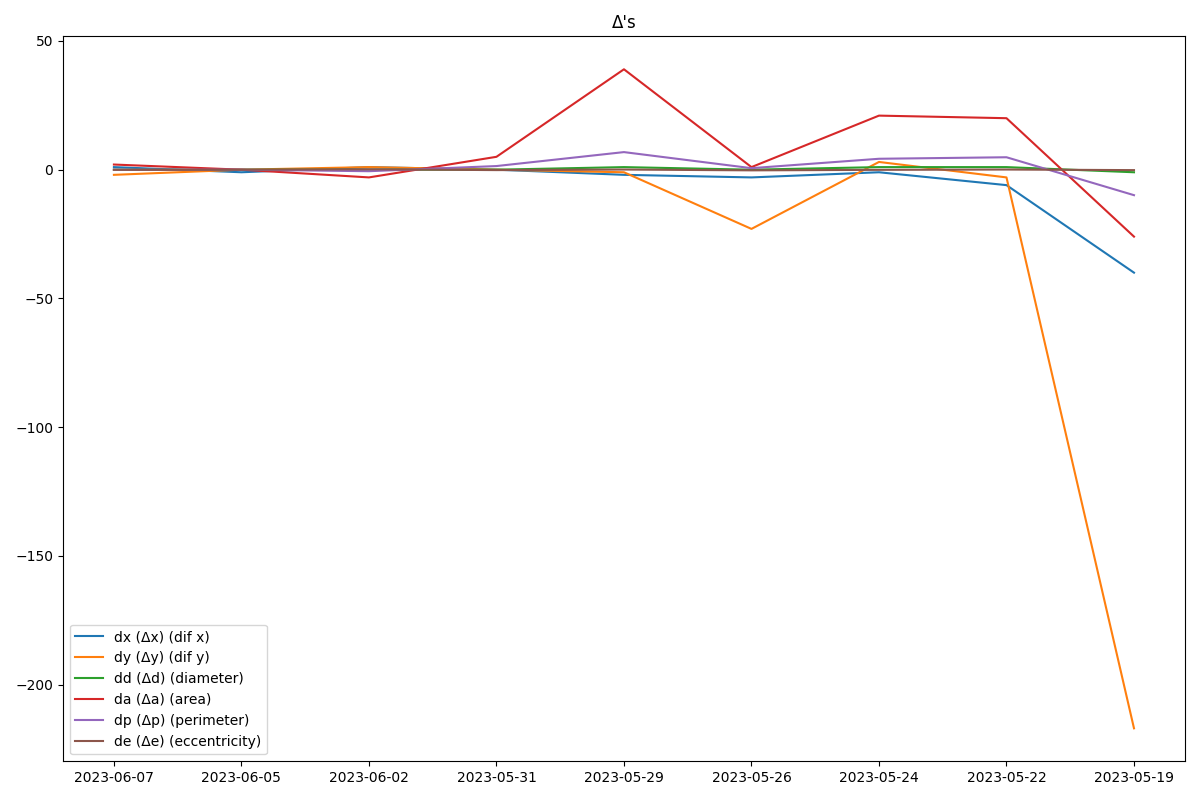 Δ's
50
0
−50
−100
−150
−200
dx (Δx) (dif x)
dy (Δy) (dif y)
dd (Δd) (diameter)
da (Δa) (area)
dp (Δp) (perimeter)
de (Δe) (eccentricity)
2023-06-07 2023-06-05 2023-06-02 2023-05-31 2023-05-29 2023-05-26 2023-05-24 2023-05-22 2023-05-19